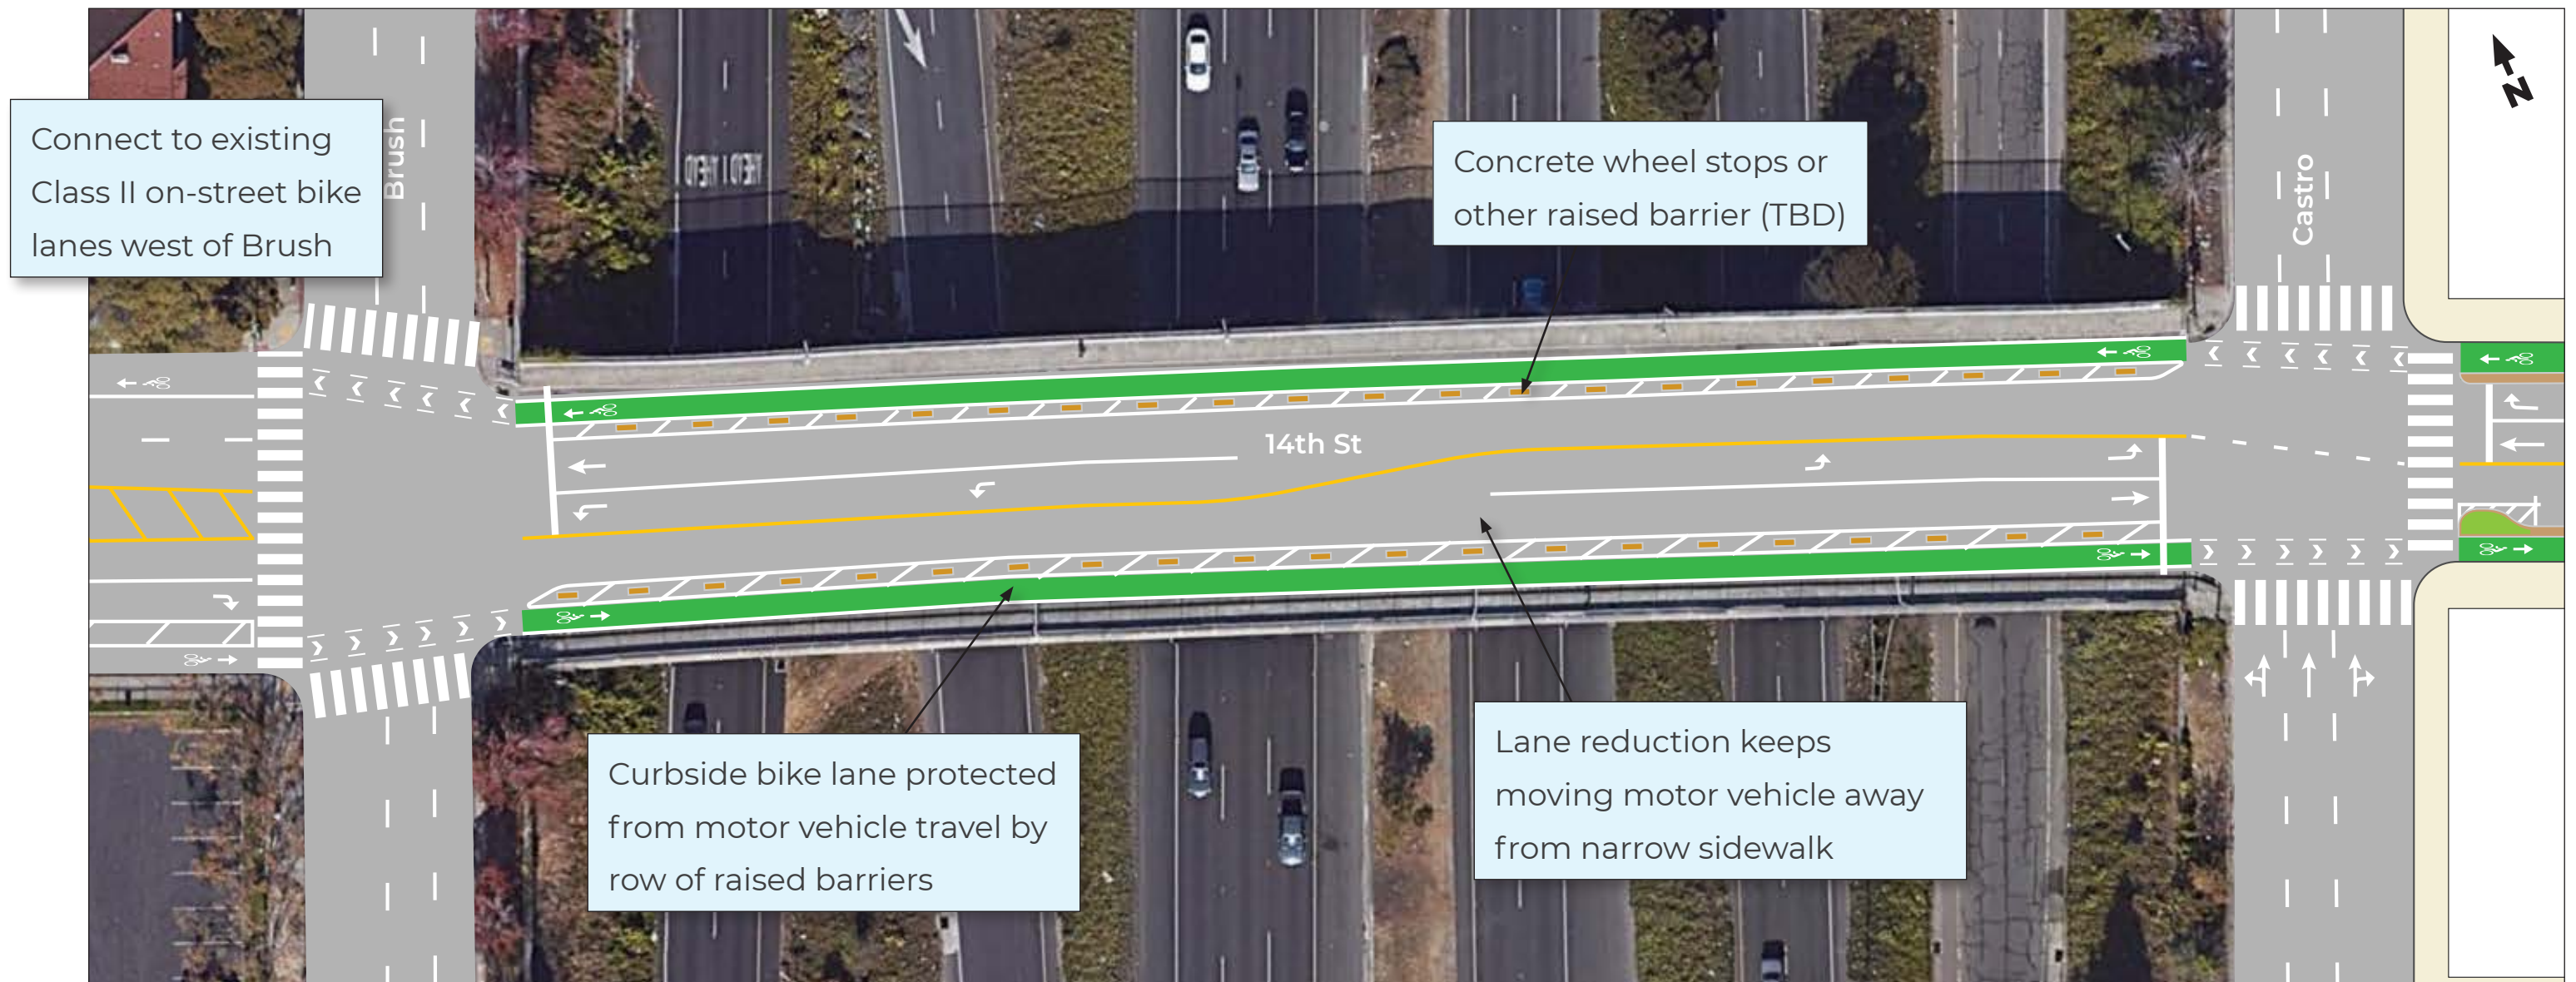 Connect to existing
Class II on-street bike
lanes west of Brush
Brush
Concrete wheel stops or
other raised barrier (TBD)
Castro
N
14th St
Curbside bike lane protected
from motor vehicle travel by
row of raised barriers
Lane reduction keeps
moving motor vehicle away
from narrow sidewalk